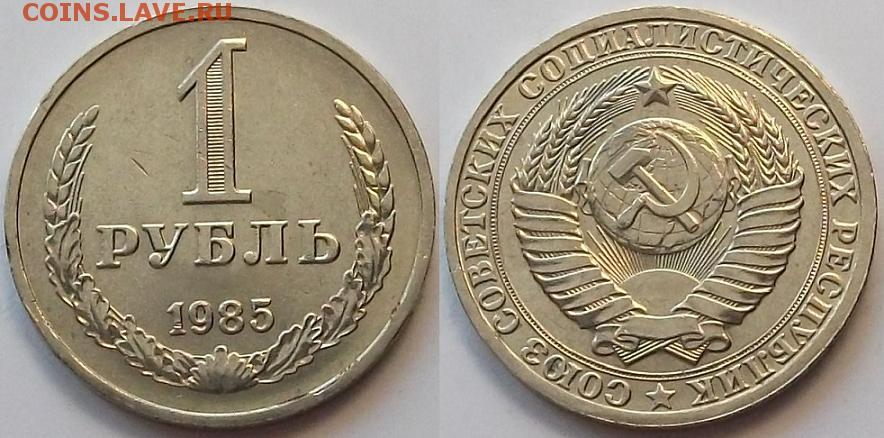 COINS.LAVE.RU
1
РУБЛЬ
1985
СОЮЗ СОВЕТСКИХ СОЦИАЛИСТИЧЕСКИХ РЕСПУБЛИК